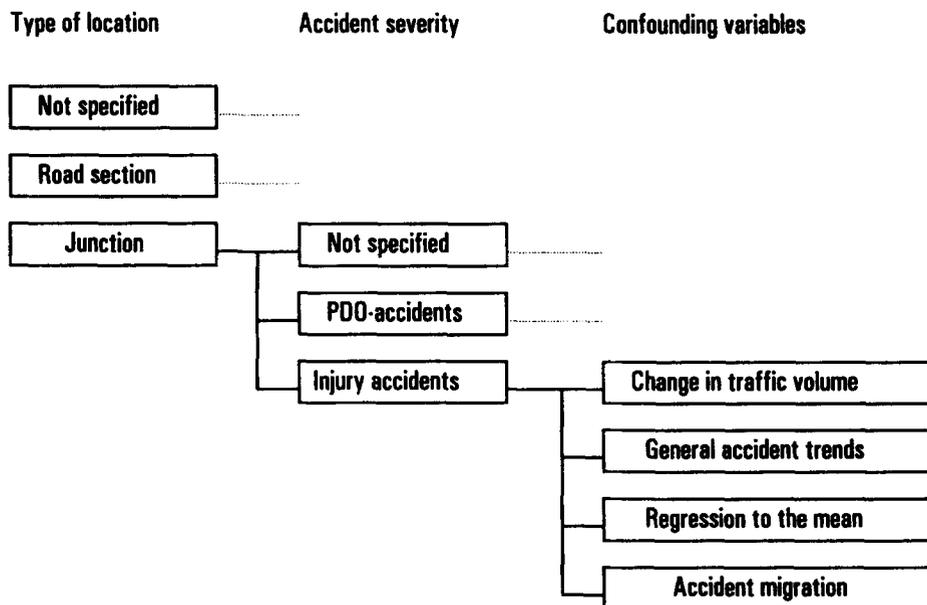 Type of location Accident severity Confounding variables
Not specified
Road section
Junction Not specified
PDO-accidents
Injury accidents Change in traffic volume
General accident trends
Regression to the mean
Accident migration